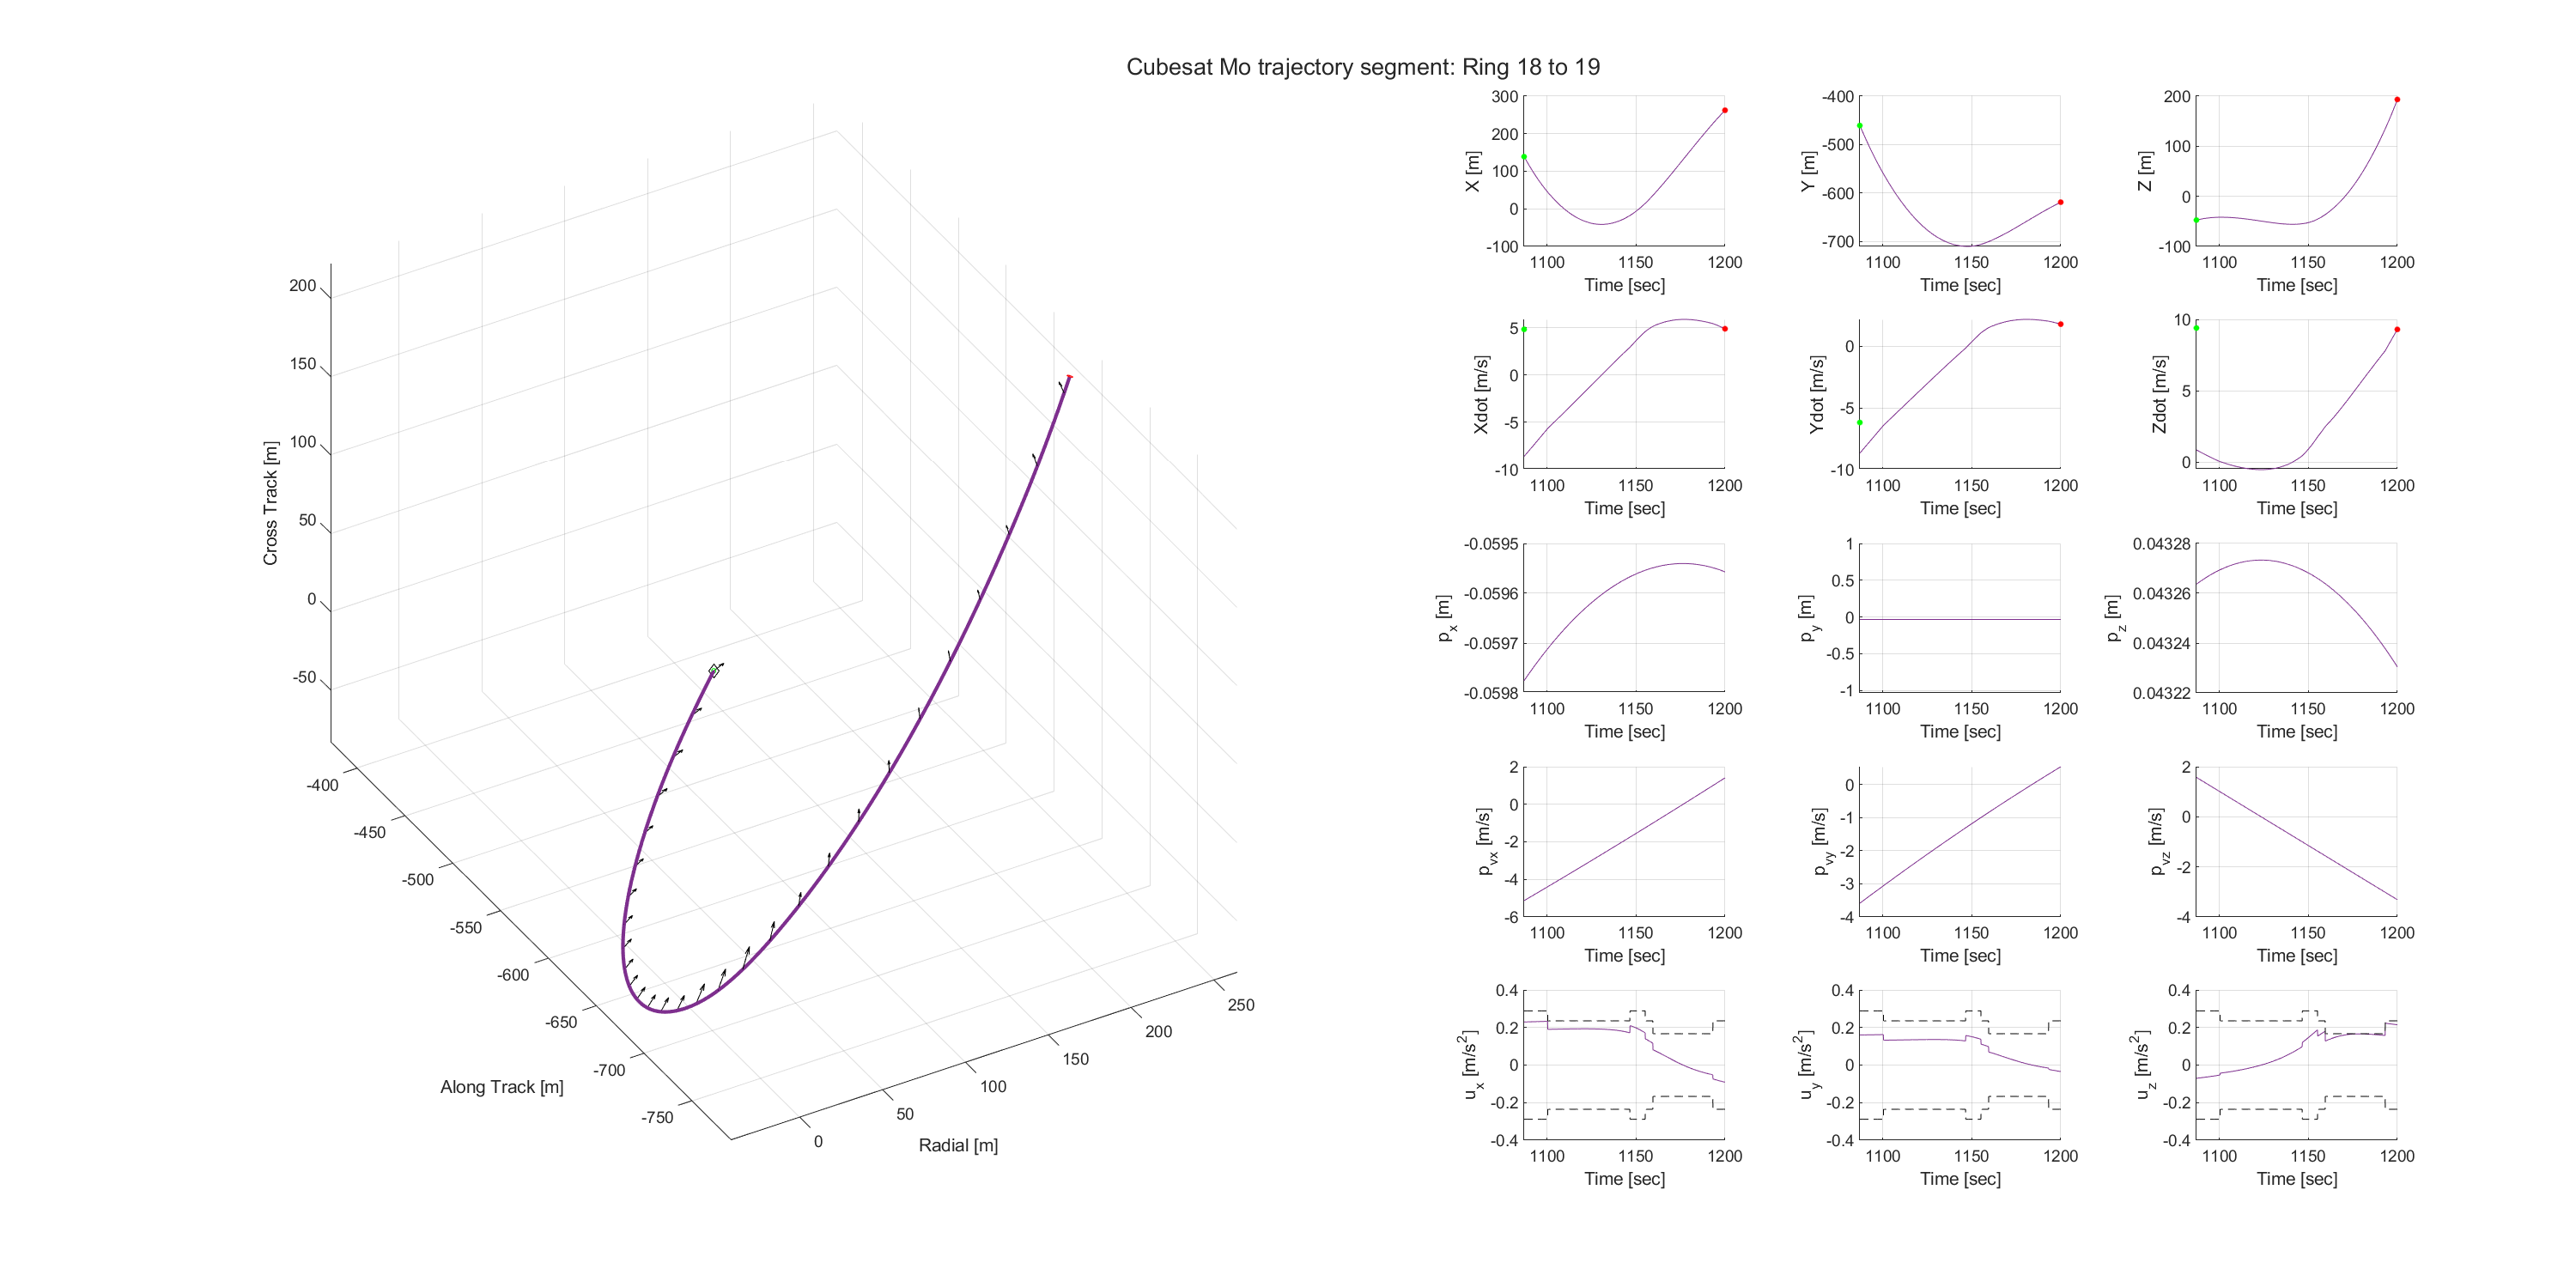 Cubesat Mo trajectory segment: Ring 18 to 19
200
150
100
50
0
-50
Cross Track [m]
-400
-450
-500
-550
-600
-650
-700
-750
Along Track [m]
0
50
100
150
200
250
Radial [m]
300
200
100
0
-100
X [m]
1100 1150 1200
Time [sec]
-400
-500
-600
-700
Y [m]
1100 1150 1200
Time [sec]
200
100
0
-100
Z [m]
1100 1150 1200
Time [sec]
5
0
-5
-10
Xdot [m/s]
1100 1150 1200
Time [sec]
0
-5
-10
Ydot [m/s]
1100 1150 1200
Time [sec]
10
5
0
Zdot [m/s]
1100 1150 1200
Time [sec]
-0.0595
-0.0596
-0.0597
-0.0598
p_x [m]
1100 1150 1200
Time [sec]
1
0.5
0
-0.5
-1
p_y [m]
1100 1150 1200
Time [sec]
0.04328
0.04326
0.04324
0.04322
p_z [m]
1100 1150 1200
Time [sec]
2
0
-2
-4
-6
p_vx [m/s]
1100 1150 1200
Time [sec]
0
-1
-2
-3
-4
p_vy [m/s]
1100 1150 1200
Time [sec]
2
0
-2
-4
p_vz [m/s]
1100 1150 1200
Time [sec]
0.4
0.2
0
-0.2
-0.4
u_x [m/s²]
1100 1150 1200
Time [sec]
0.4
0.2
0
-0.2
-0.4
u_y [m/s²]
1100 1150 1200
Time [sec]
0.4
0.2
0
-0.2
-0.4
u_z [m/s²]
1100 1150 1200
Time [sec]